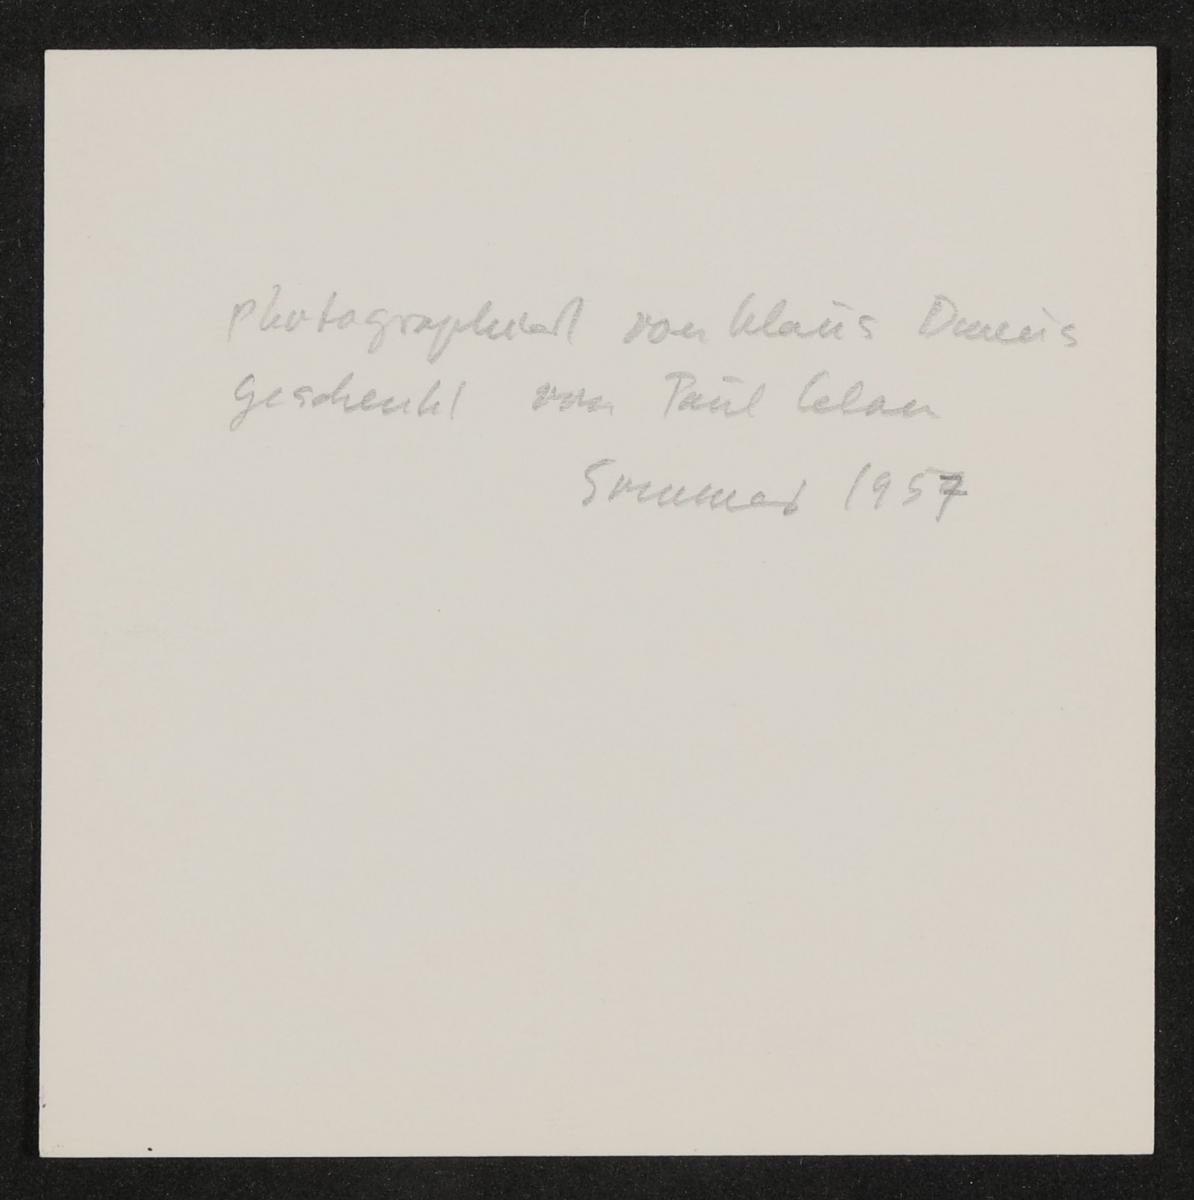 photographiert von Klaus Demus
geschenkt von Paul Celan
Sommer 1957